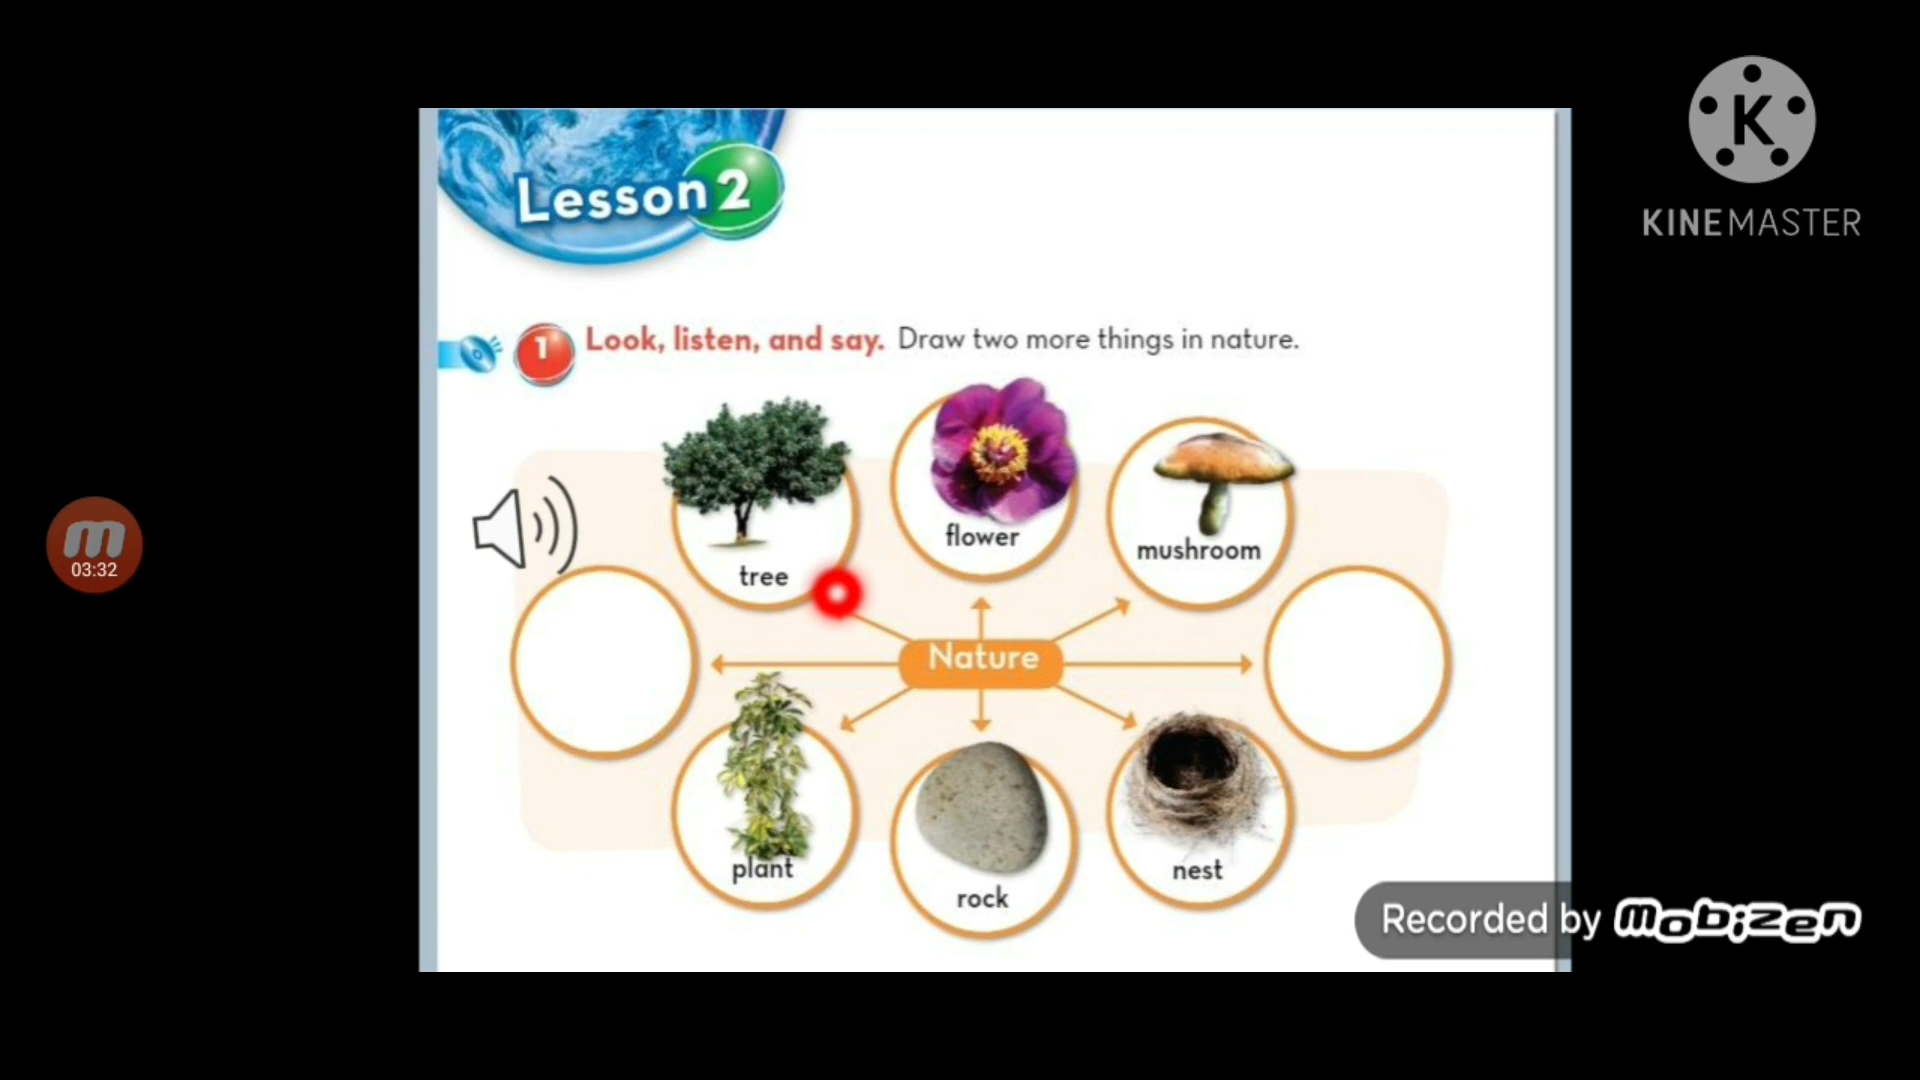 K
KINEMASTER
Lesson 2
1 Look, listen, and say. Draw two more things in nature.
tree
flower
mushroom
03:32
Nature
plant
rock
nest
Recorded by mobizen